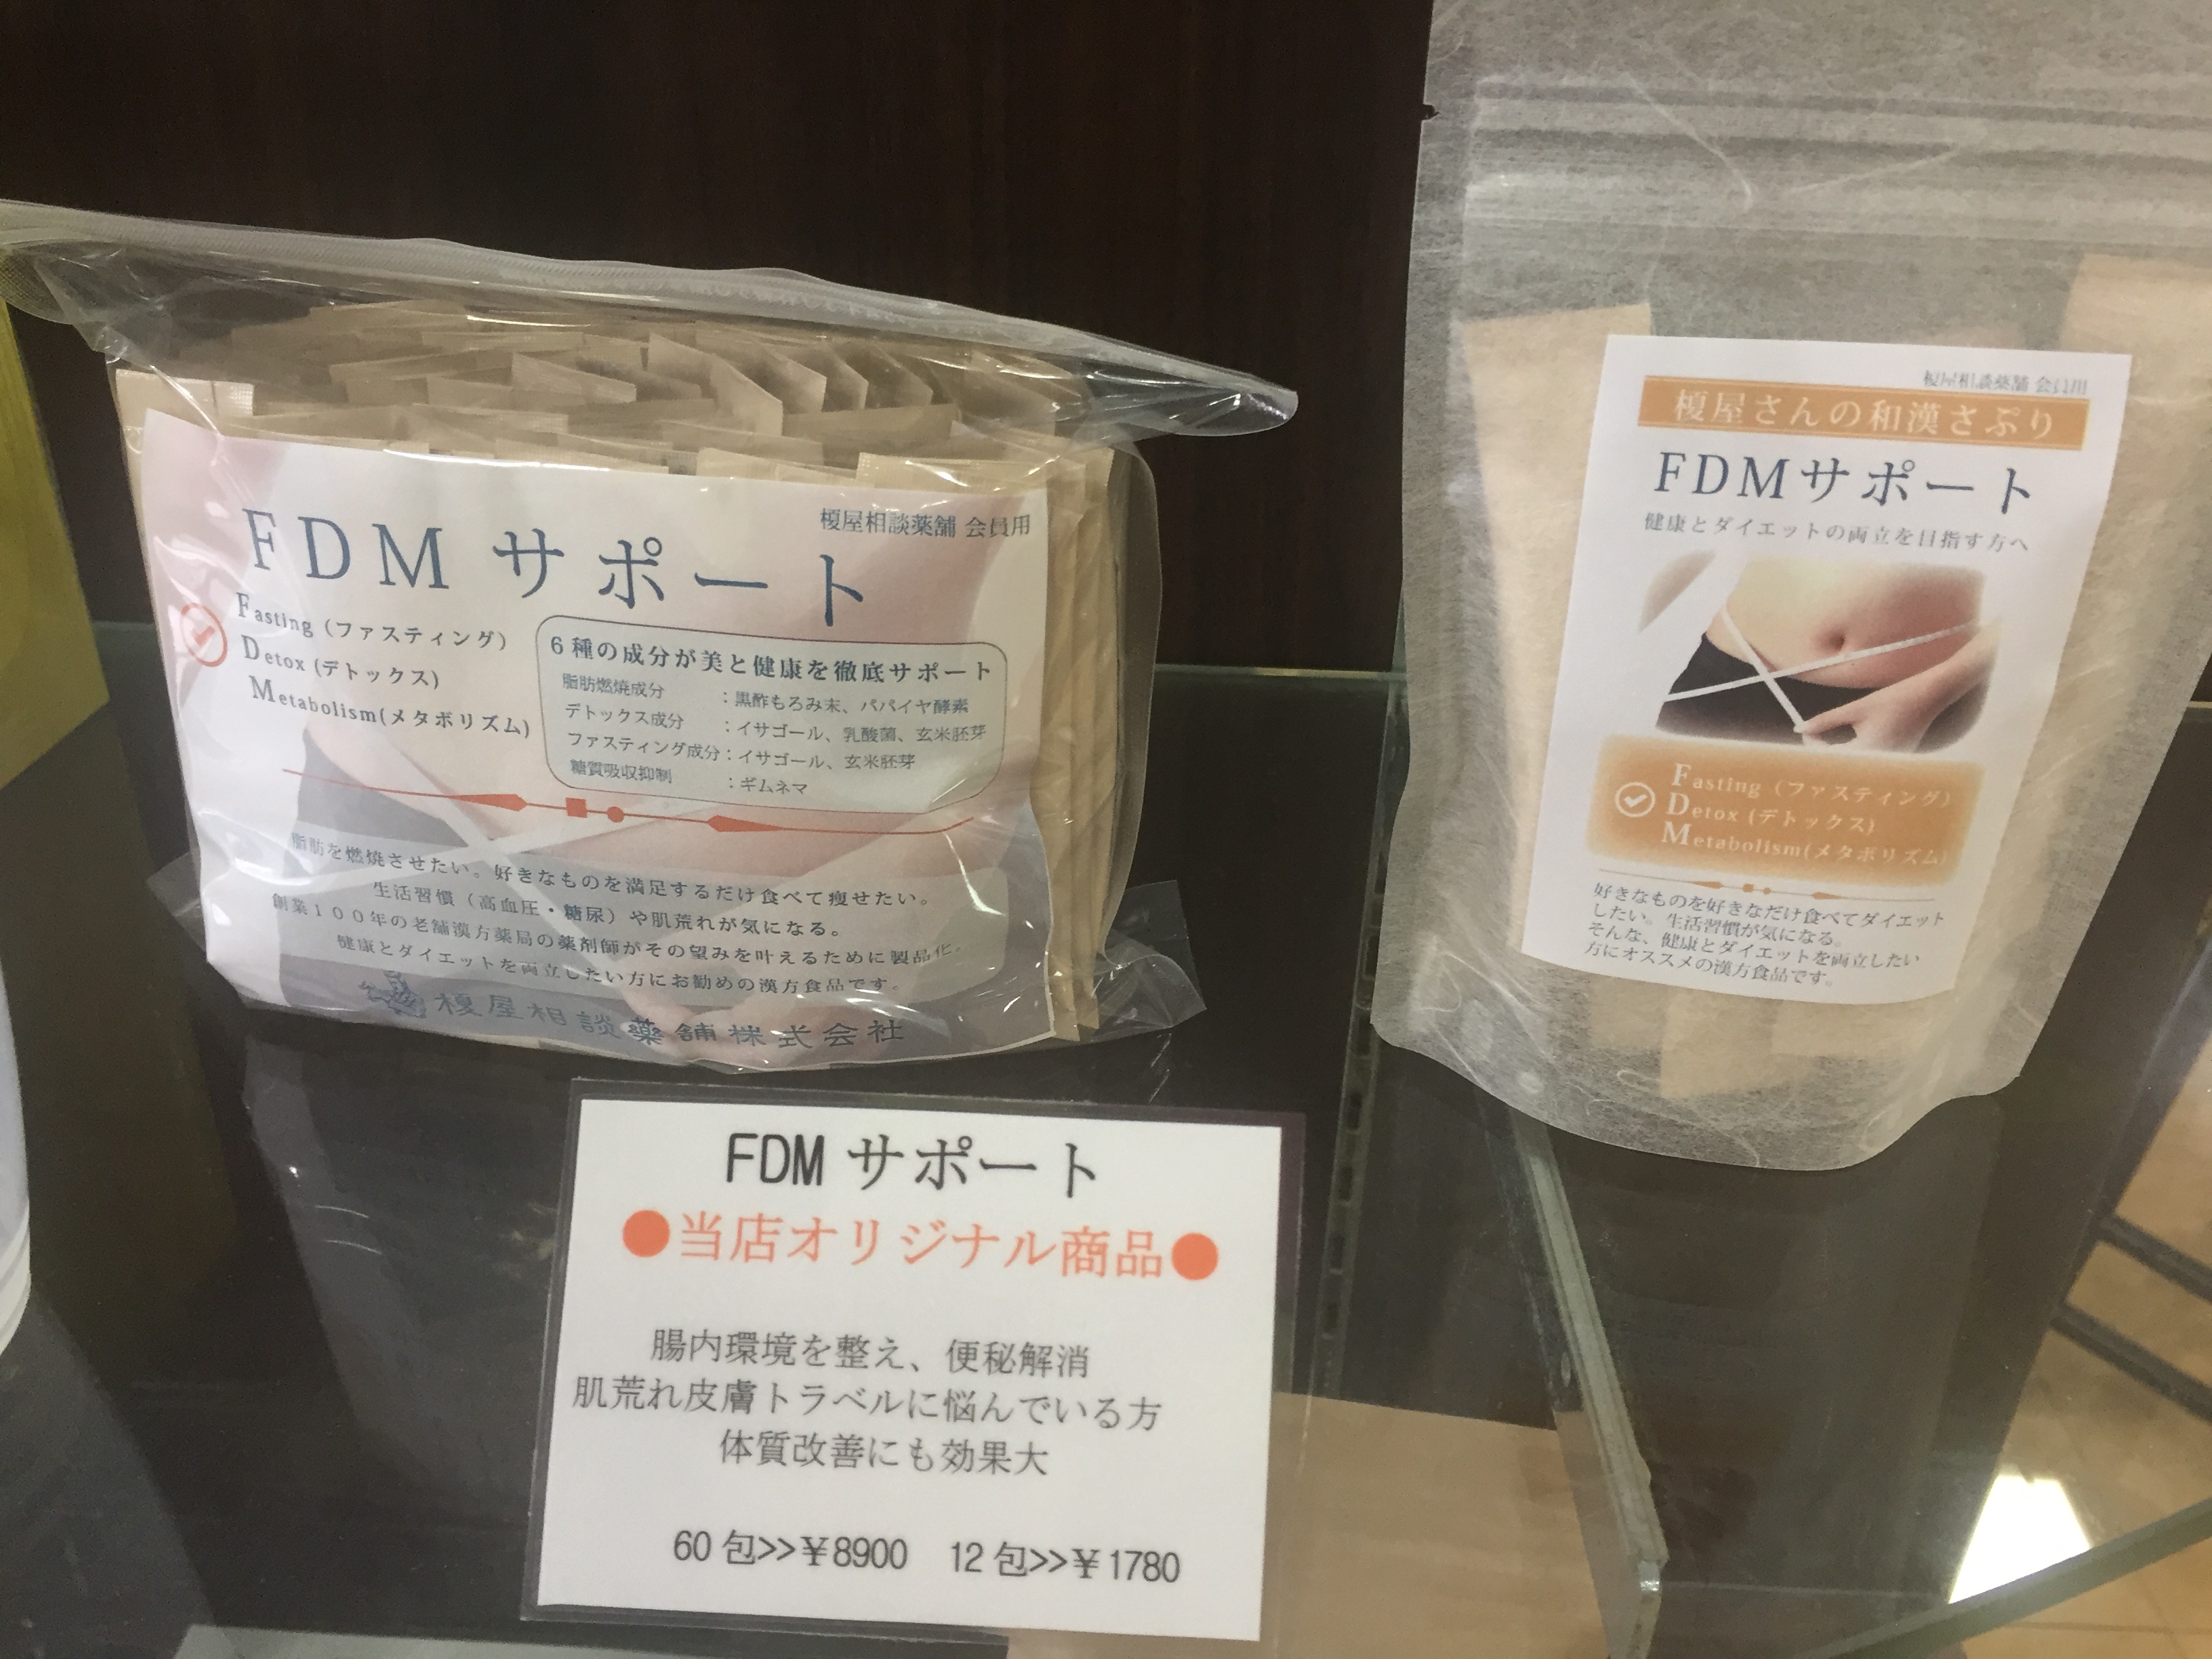 FDM サポート
榎屋相談薬舗 会員用
Fasting（ファスティング）
Detox (デトックス)
Metabolism(メタボリズム)
6種の成分が美と健康を徹底サポート
脂肪燃焼成分 ：黒酢もろみ末、パパイヤ酵素
デトックス成分 ：イサゴール、乳酸菌、玄米胚芽
ファスティング成分：イサゴール、玄米胚芽
糖質吸収抑制 ：ギムネマ
脂肪を燃焼させたい。好きなものを満足するだけ食べて痩せたい。
生活習慣（高血圧・糖尿）や肌荒れが気になる。
創業１００年の老舗漢方薬局の薬剤師がその望みを叶えるために製品化。
健康とダイエットを両立したい方にお勧めの漢方食品です。
榎屋相談藥舗株式会社
榎屋相談薬舗 会員用
榎屋さんの和漢さぷり
FDMサポート
健康とダイエットの両立を目指す方へ
Fasting（ファスティング）
Detox (デトックス)
Metabolism(メタボリズム)
好きなものを好きなだけ食べてダイエット
したい。生活習慣が気になる。
そんな、健康とダイエットを両立したい
方にオススメの漢方食品です。
FDM サポート
●当店オリジナル商品●
腸内環境を整え、便秘解消
肌荒れ皮膚トラベルに悩んでいる方
体質改善にも効果大
60 包>>￥8900 12 包>>￥1780